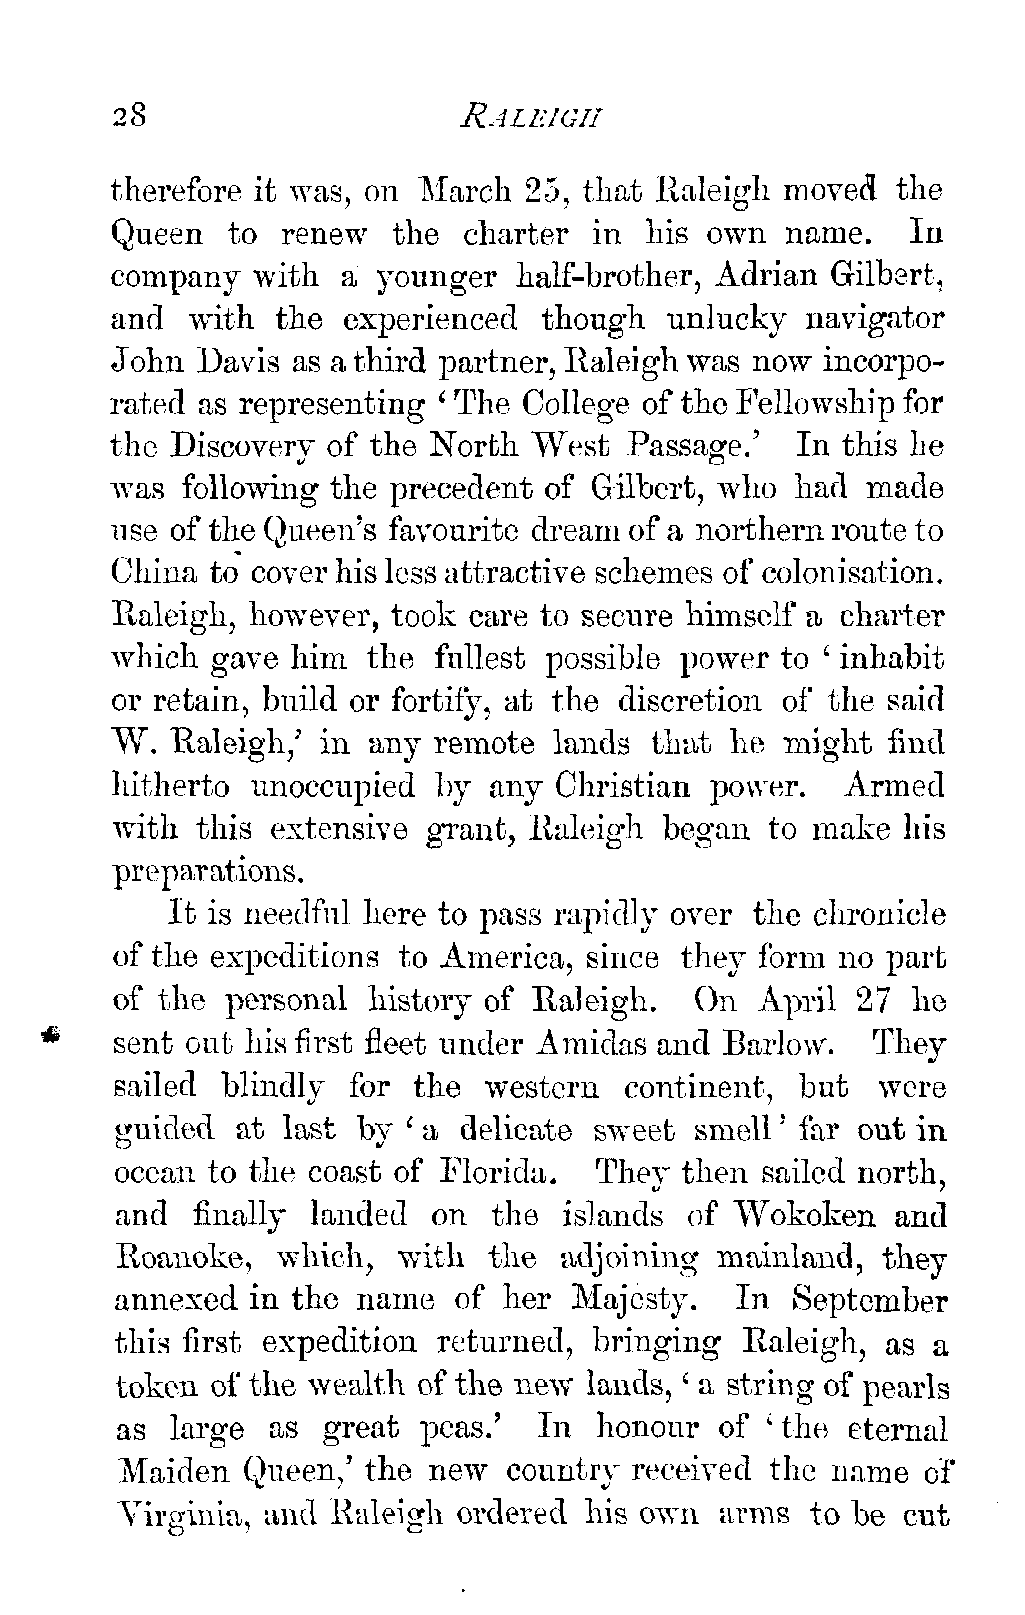 28 RALEIGH
therefore it was, on March 25, that Raleigh moved the
Queen to renew the charter in his own name. In
company with a younger half-brother, Adrian Gilbert,
and with the experienced though unlucky navigator
John Davis as a third partner, Raleigh was now incorpo-
rated as representing ‘The College of the Fellowship for
the Discovery of the North West Passage.’ In this he
was following the precedent of Gilbert, who had made
use of the Queen’s favourite dream of a northern route to
China to cover his less attractive schemes of colonisation.
Raleigh, however, took care to secure himself a charter
which gave him the fullest possible power to ‘inhabit
or retain, build or fortify, at the discretion of the said
W. Raleigh,’ in any remote lands that he might find
hitherto unoccupied by any Christian power. Armed
with this extensive grant, Raleigh began to make his
preparations.
It is needful here to pass rapidly over the chronicle
of the expeditions to America, since they form no part
of the personal history of Raleigh. On April 27 he
sent out his first fleet under Amidas and Barlow. They
sailed blindly for the western continent, but were
guided at last by ‘a delicate sweet smell’ far out in
ocean to the coast of Florida. They then sailed north,
and finally landed on the islands of Wokoken and
Roanoke, which, with the adjoining mainland, they
annexed in the name of her Majesty. In September
this first expedition returned, bringing Raleigh, as a
token of the wealth of the new lands, ‘a string of pearls
as large as great peas.’ In honour of ‘the eternal
Maiden Queen,’ the new country received the name of
Virginia, and Raleigh ordered his own arms to be cut